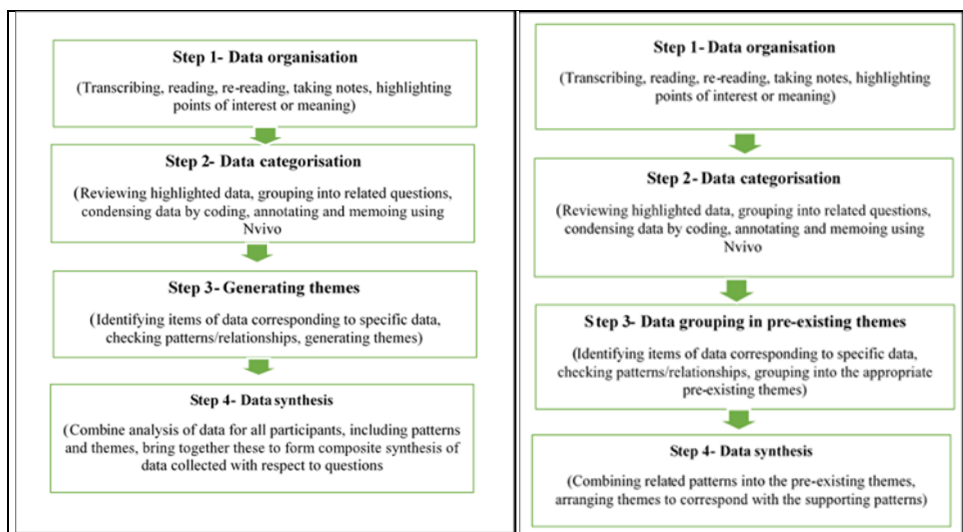 Step 1- Data organisation
(Transcribing, reading, re-reading, taking notes, highlighting
points of interest or meaning)
Step 2- Data categorisation
(Reviewing highlighted data, grouping into related questions,
condensing data by coding, annotating and memoing using
Nvivo
Step 3- Generating themes
(Identifying items of data corresponding to specific data,
checking patterns/relationships, generating themes)
Step 4- Data synthesis
(Combine analysis of data for all participants, including patterns
and themes, bring together these to form composite synthesis of
data collected with respect to questions
Step 1- Data organisation
(Transcribing, reading, re-reading, taking notes, highlighting
points of interest or meaning)
Step 2- Data categorisation
(Reviewing highlighted data, grouping into related questions,
condensing data by coding, annotating and memoing using
Nvivo
Step 3- Data grouping in pre-existing themes
(Identifying items of data corresponding to specific data,
checking patterns/relationships, grouping into the appropriate
pre-existing themes)
Step 4- Data synthesis
(Combining related patterns into the pre-existing themes,
arranging themes to correspond with the supporting patterns)